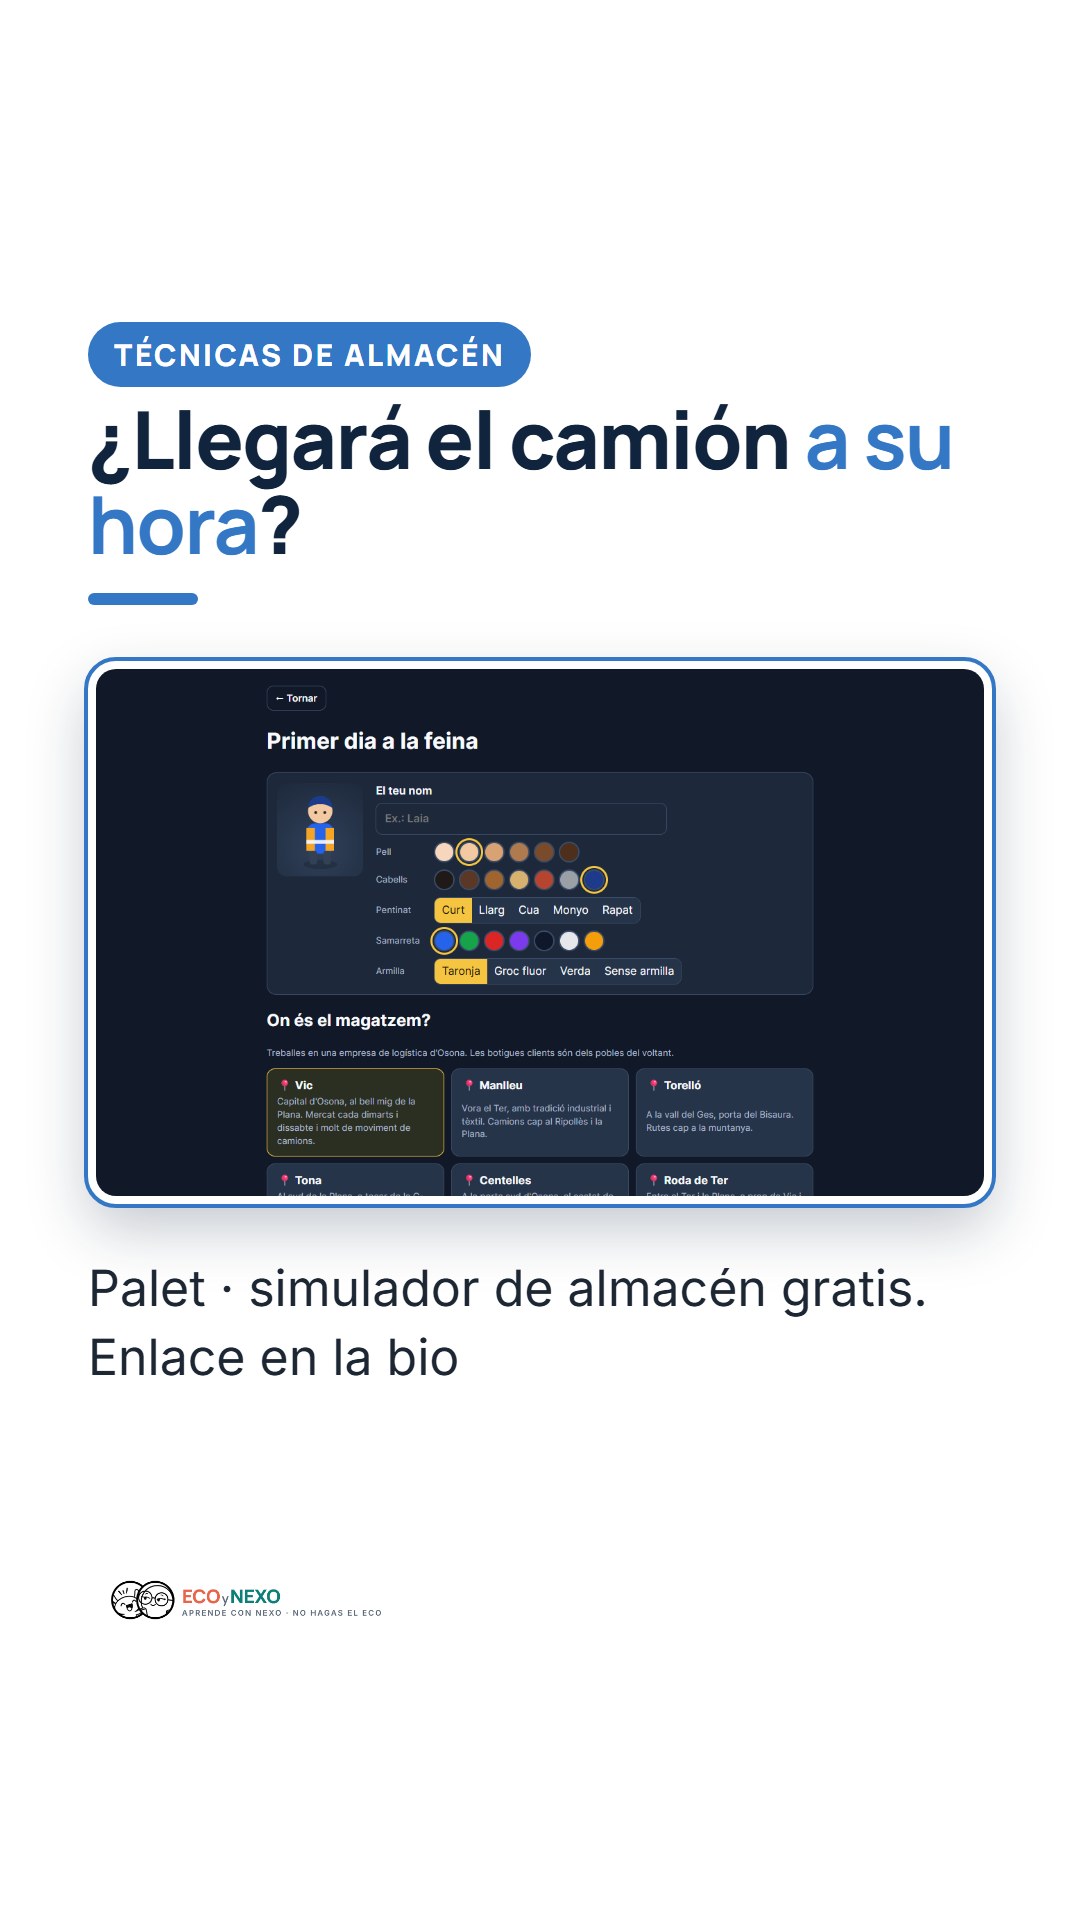 TÉCNICAS DE ALMACÉN
¿Llegará el camión a su
hora?
← Tornar
Primer dia a la feina
El teu nom
Ex.: Laia
Pell
Cabells
Pentinat
Curt Llarg Cua Monyo Rapat
Samarreta
Armilla
Taronja Groc fluor Verda Sense armilla
On és el magatzem?
Treballes en una empresa de logística d'Osona. Les botigues clients són dels pobles del voltant.
Vic
Capital d'Osona, al bell mig de la
Plana. Mercat cada dimarts i
dissabte i molt de moviment de
camions.
Manlleu
Vora el Ter, amb tradició industrial i
tèxtil. Camions cap al Ripollès i la
Plana.
Torelló
A la vall del Ges, porta del Bisaura.
Rutes cap a la muntanya.
Tona
Centelles
Roda de Ter
Palet · simulador de almacén gratis.
Enlace en la bio
ECOyNEXO
APRENDE CON NEXO · NO HAGAS EL ECO